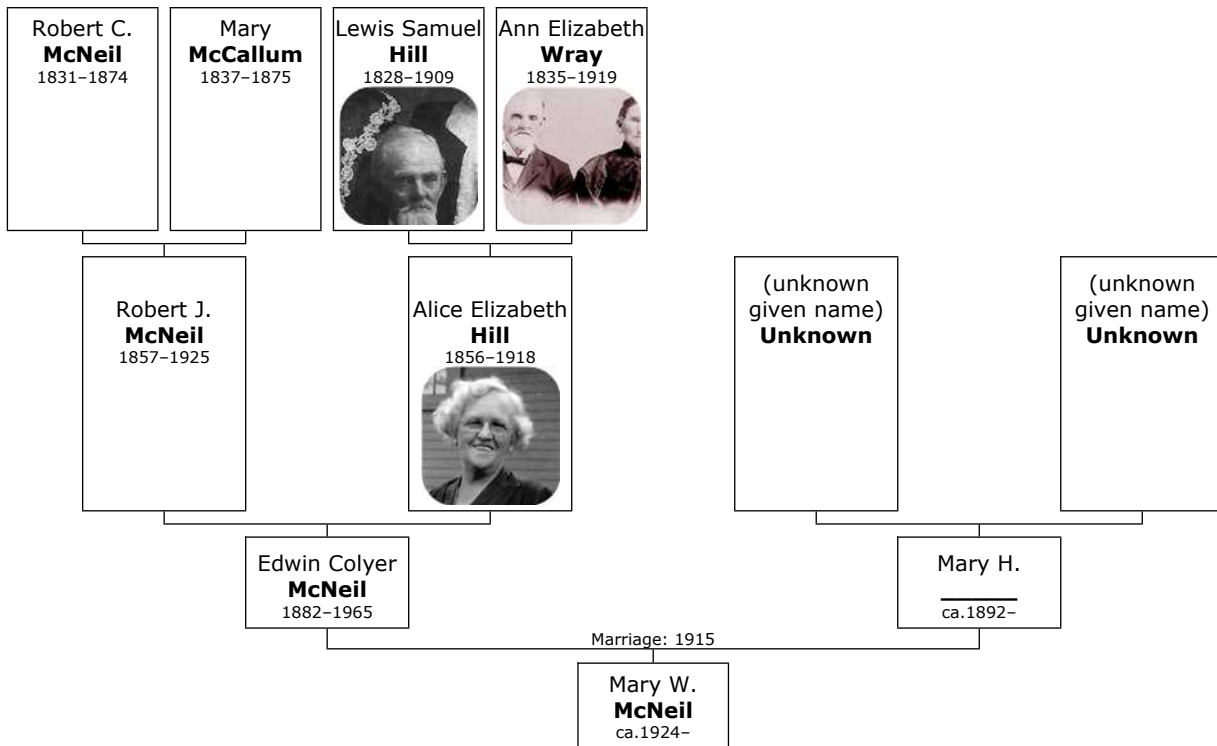 Robert C.
McNeil
1831–1874
Mary
McCallum
1837–1875
Lewis Samuel
Hill
1828–1909
Ann Elizabeth
Wray
1835–1919
Robert J.
McNeil
1857–1925
Alice Elizabeth
Hill
1856–1918
(unknown
given name)
Unknown
(unknown
given name)
Unknown
Edwin Colyer
McNeil
1882–1965
Mary H.
_______
ca.1892–
Marriage: 1915
Mary W.
McNeil
ca.1924–